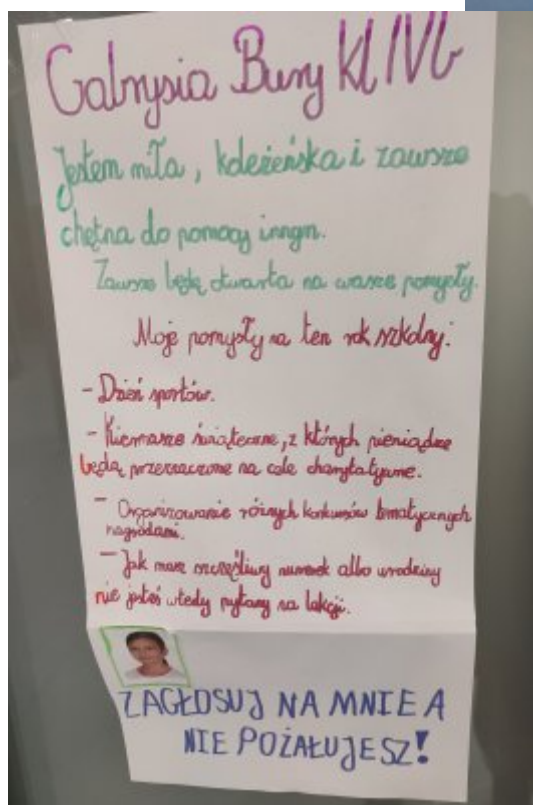 Gabrysia Bury kl IVb
Jestem miła, koleżeńska i zawsze
chętna do pomocy innym.
Zawsze będę otwarta na wasze pomysły.
Moje pomysły na ten rok szkolny:
- Dzień sportów.
- Kiermasze świąteczne, z których pieniądze
będą przeznaczone na cele charytatywne.
- Organizowanie różnych konkursów tematycznych
nagrodami.
- Jak masz szczęśliwy numerek albo urodziny
nie jesteś wtedy pytany na lekcji.
ZAGŁOSUJ NA MNIE A
NIE POŻAŁUJESZ!